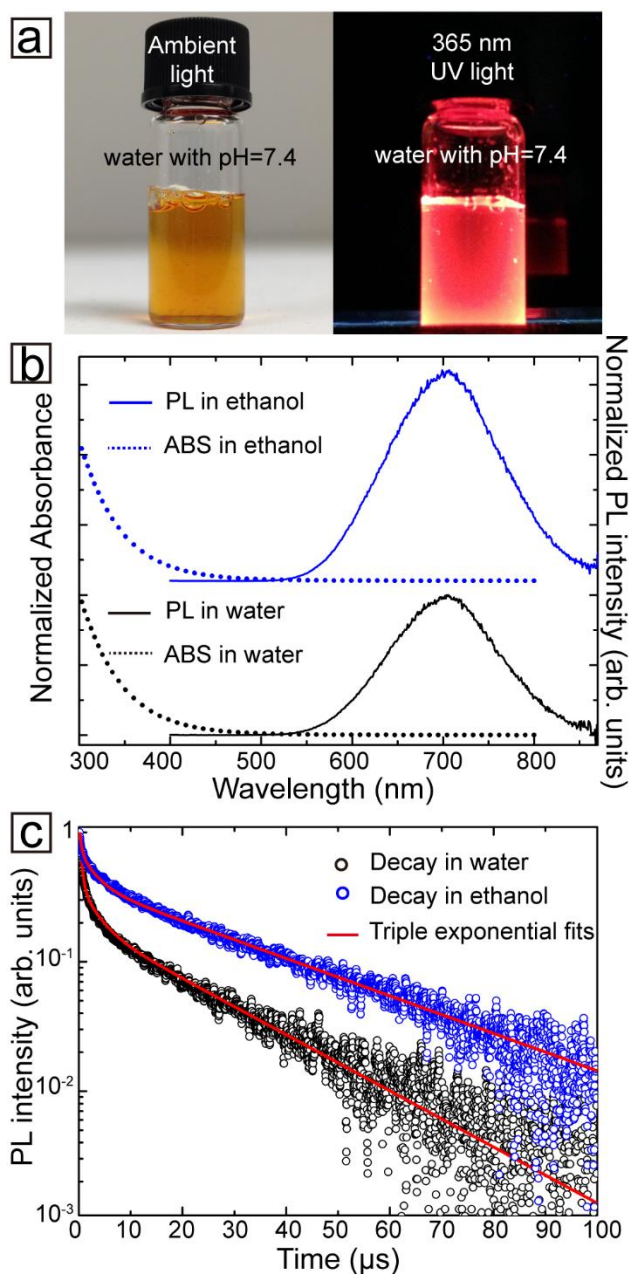 a
Ambient
light
water with pH=7.4
365 nm
UV light
water with pH=7.4
b
Normalized Absorbance
PL in ethanol
ABS in ethanol
PL in water
ABS in water
Normalized PL
intensity (arb. units)
300 400 500 600 700 800
Wavelength (nm)
c
PL intensity (arb. units)
1
10⁻¹
10⁻²
10⁻³
Decay in water
Decay in ethanol
Triple exponential fits
0 10 20 30 40 50 60 70 80 90 100
Time (µs)